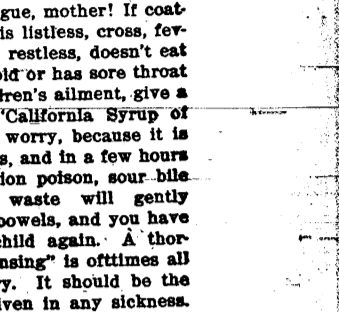 gue, mother! If coat-
is listless, cross, fev-
restless, doesn't eat
old or has sore throat
dren's ailment, give a
"California Syrup of
worry, because it is
s, and in a few hours
ion poison, sour bile
waste will gently
bowels, and you have
child again. A thor-
nsing" is ofttimes all
ry. It should be the
iven in any sickness.